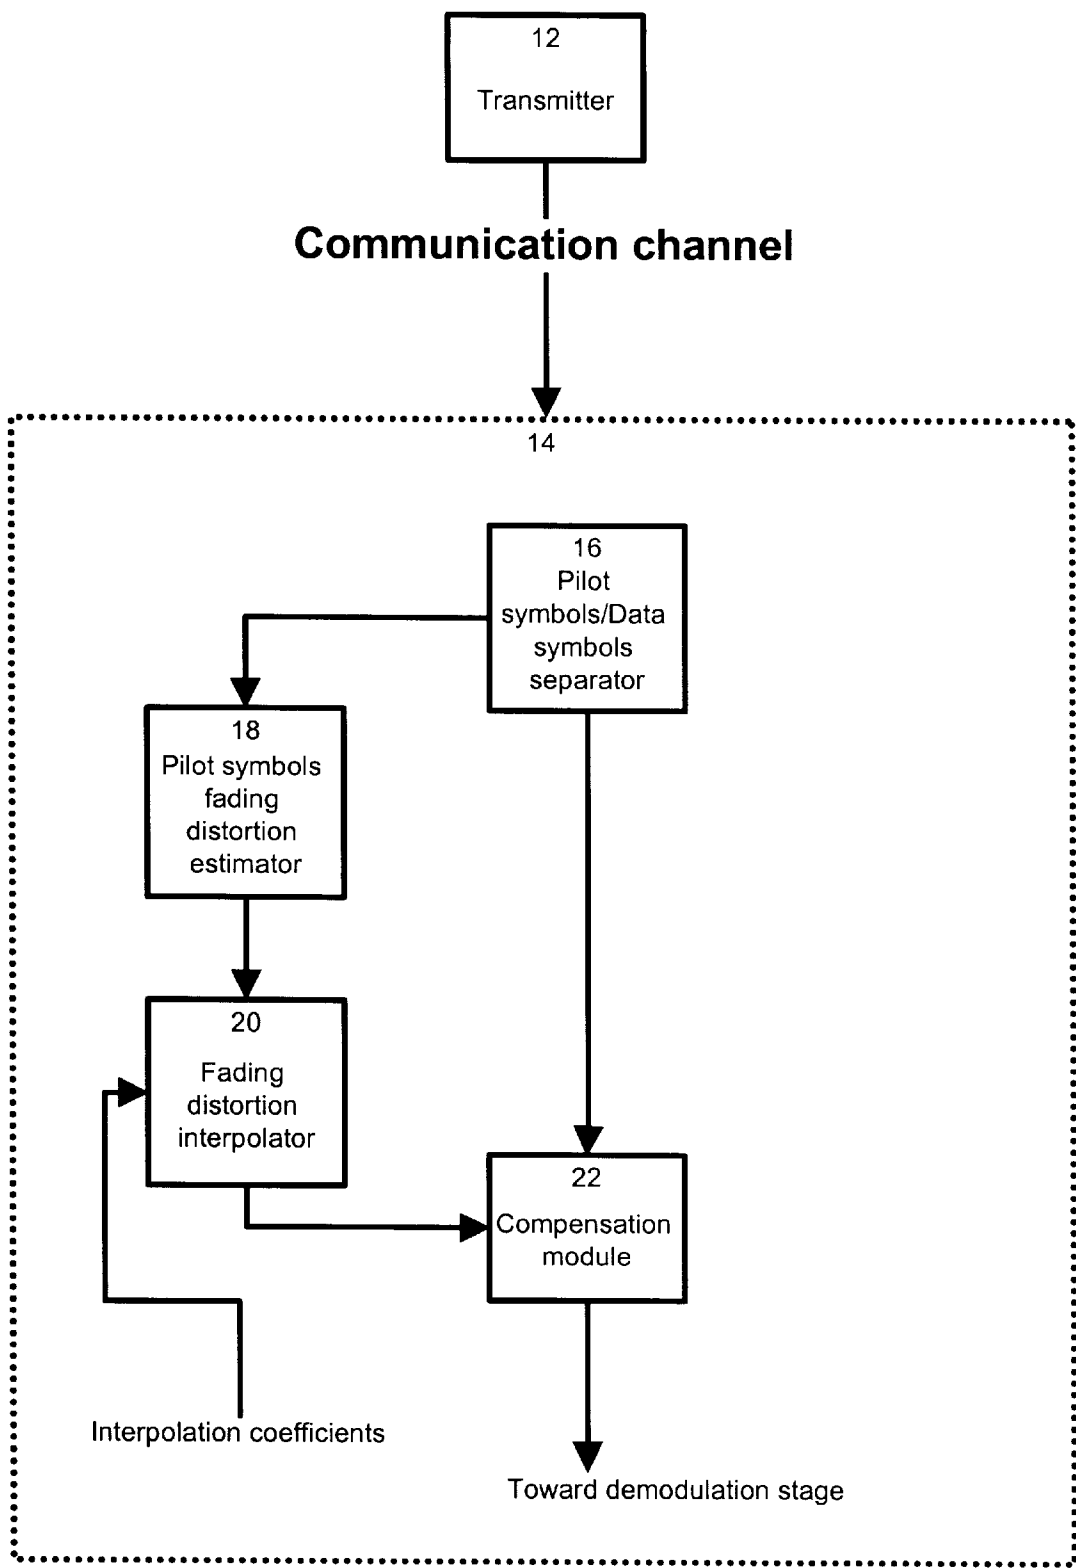 12
Transmitter
Communication channel
14
16
Pilot
symbols/Data
symbols
separator
18
Pilot symbols
fading
distortion
estimator
20
Fading
distortion
interpolator
22
Compensation
module
Interpolation coefficients
Toward demodulation stage